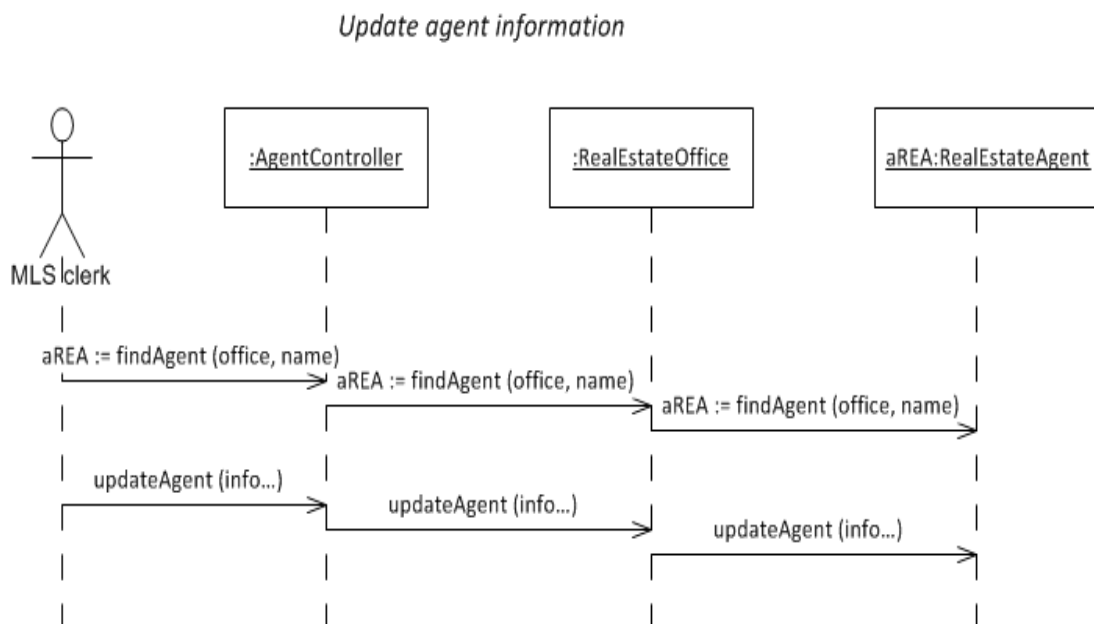 Update agent information
:AgentController
:RealEstateOffice
aREA:RealEstateAgent
MLS clerk
aREA := findAgent (office, name)
aREA := findAgent (office, name)
aREA := findAgent (office, name)
updateAgent (info...)
updateAgent (info...)
updateAgent (info...)